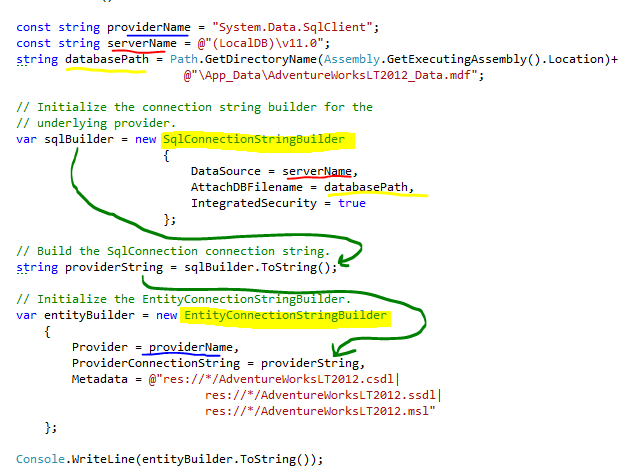 const string providerName = "System.Data.SqlClient";
const string serverName = @"(LocalDB)\v11.0";
string databasePath = Path.GetDirectoryName(Assembly.GetExecutingAssembly().Location)+
@"\App_Data\AdventureWorksLT2012_Data.mdf";
// Initialize the connection string builder for the
// underlying provider.
var sqlBuilder = new SqlConnectionStringBuilder
{
DataSource = serverName,
AttachDBFilename = databasePath,
IntegratedSecurity = true
};
// Build the SqlConnection connection string.
string providerString = sqlBuilder.ToString();
// Initialize the EntityConnectionStringBuilder.
var entityBuilder = new EntityConnectionStringBuilder
{
Provider = providerName,
ProviderConnectionString = providerString,
Metadata = @"res://*/AdventureWorksLT2012.csdl|
res://*/AdventureWorksLT2012.ssdl|
res://*/AdventureWorksLT2012.msl"
};
Console.WriteLine(entityBuilder.ToString());